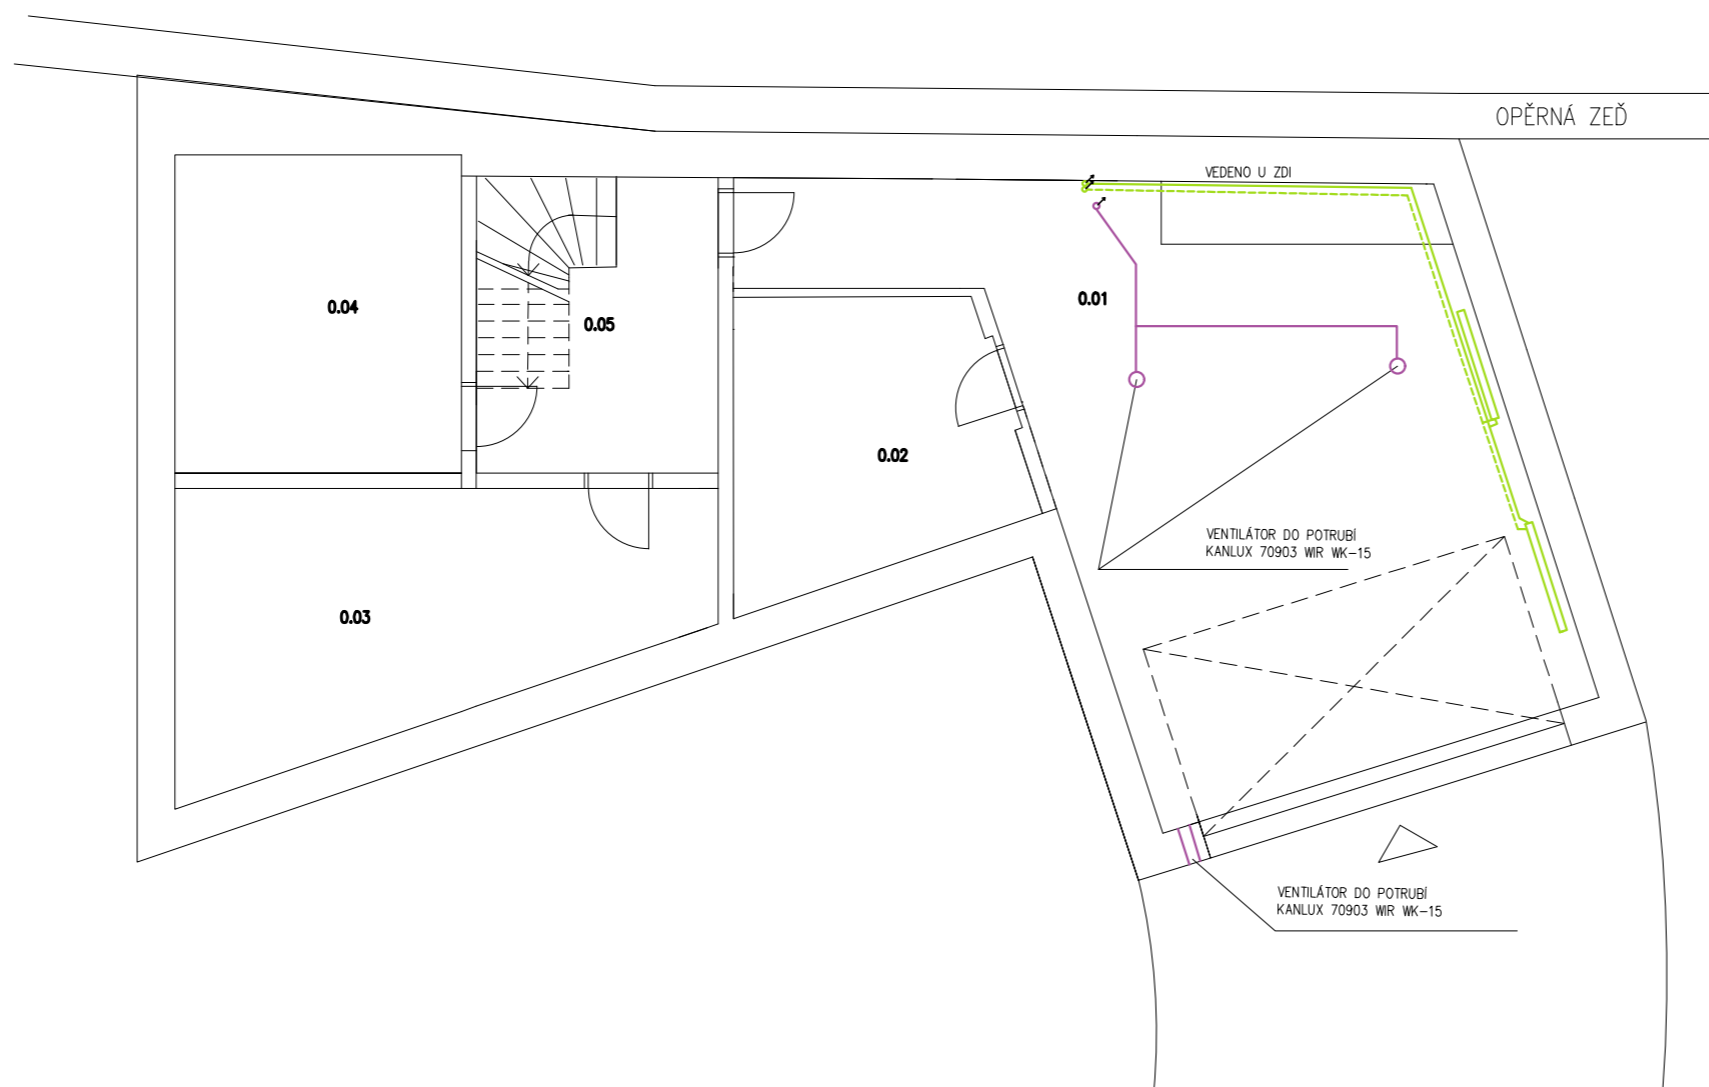 OPĚRNÁ ZEĎ
VEDENO U ZDI
0.01
0.04
0.05
0.02
VENTILÁTOR DO POTRUBÍ
KANLUX 70903 WIR WK-15
0.03
VENTILÁTOR DO POTRUBÍ
KANLUX 70903 WIR WK-15